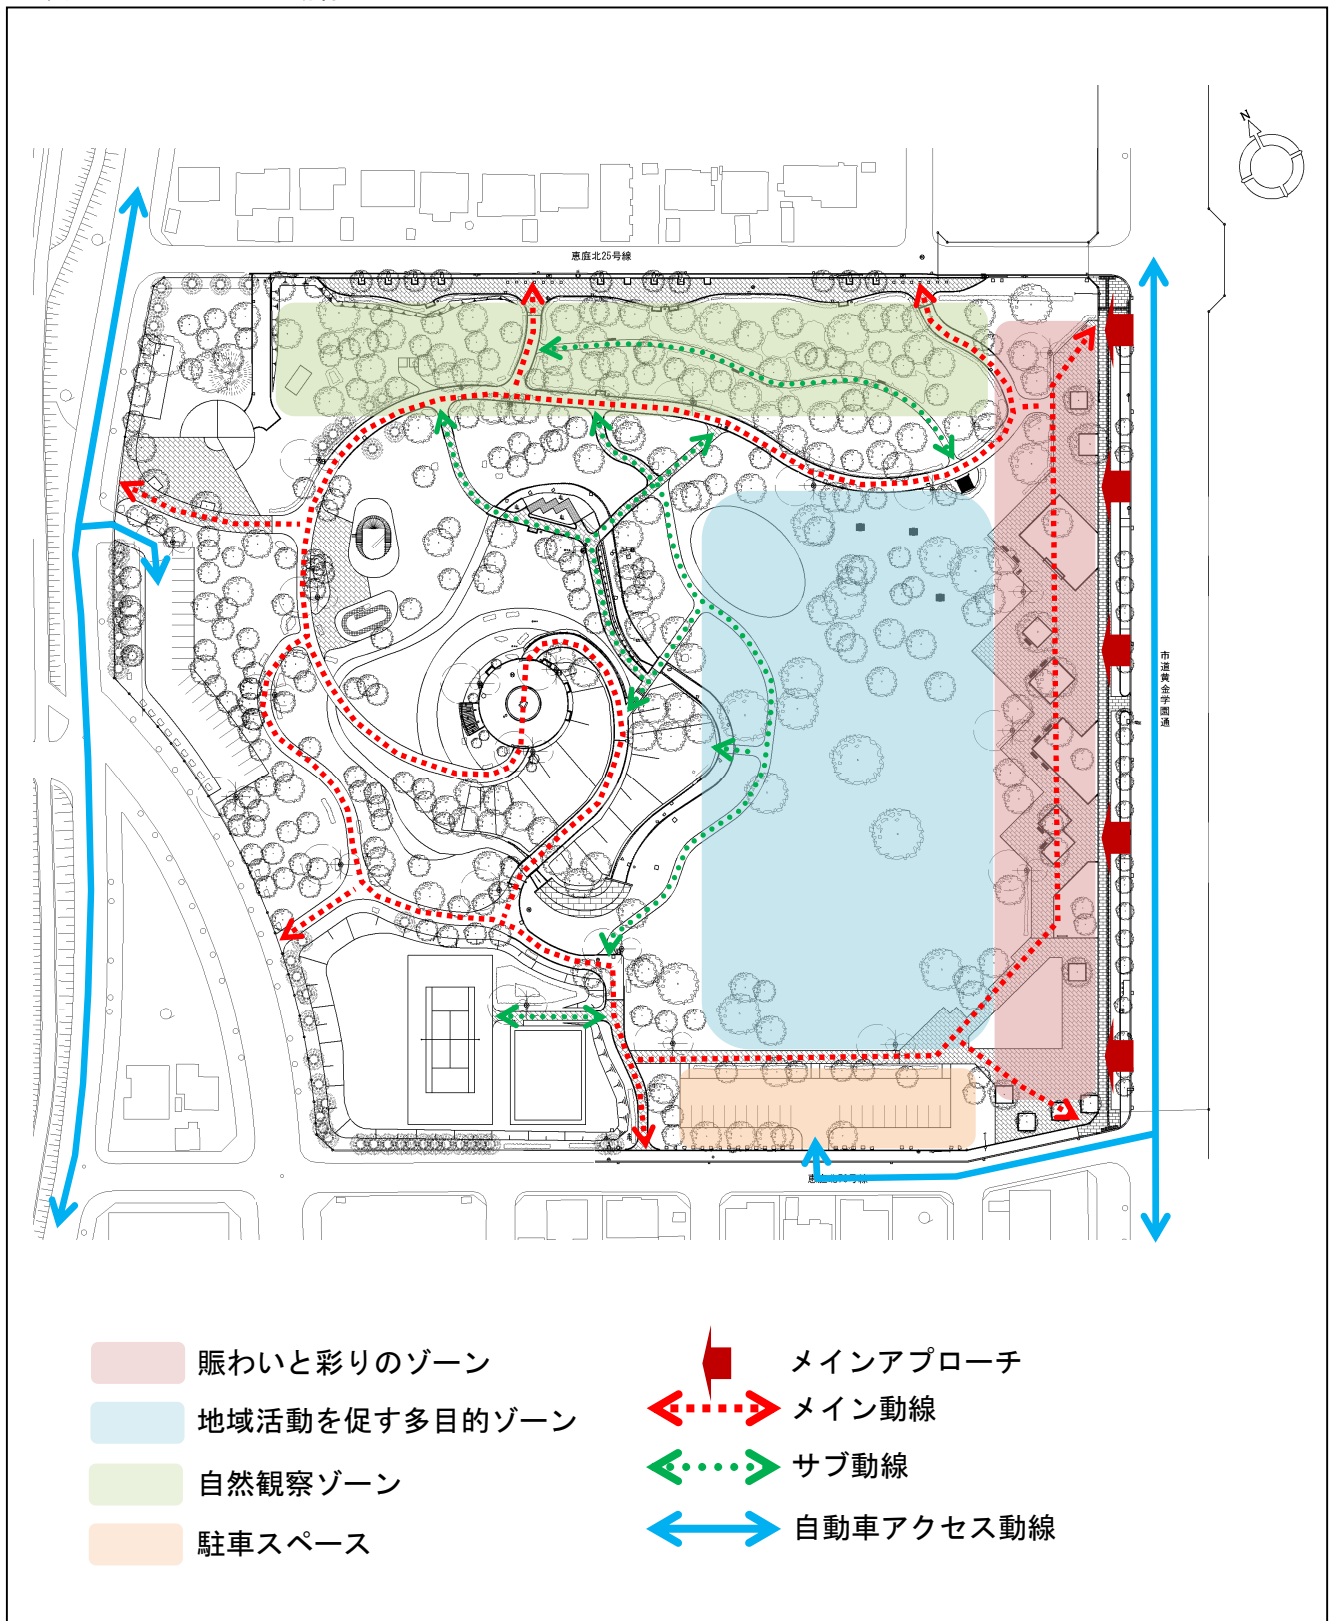 N
恵庭北25号線
市道黄金学園通
賑わいと彩りのゾーン
メインアプローチ
地域活動を促す多目的ゾーン
メイン動線
自然観察ゾーン
サブ動線
駐車スペース
自動車アクセス動線